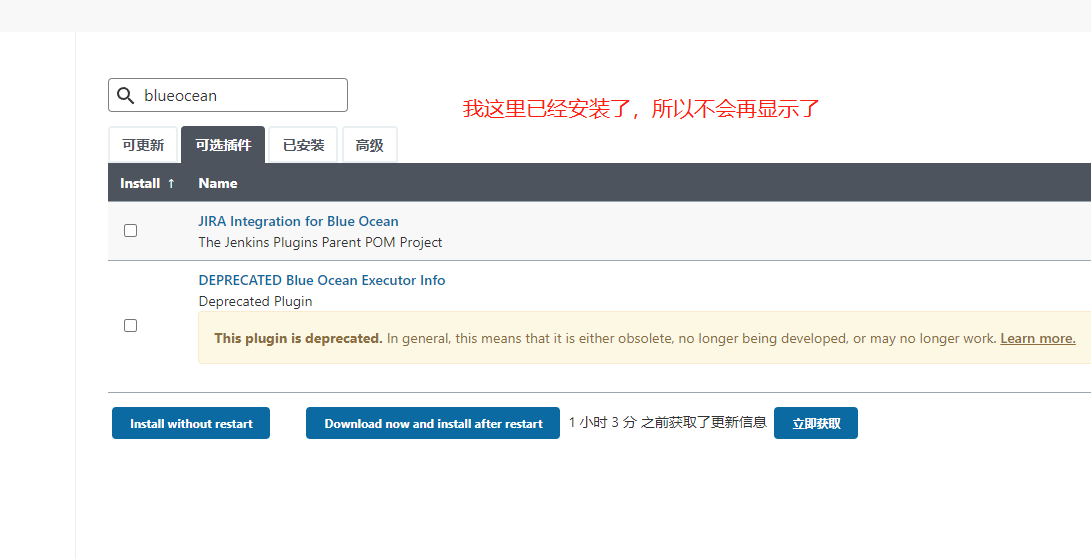 blueocean
我这里已经安装了，所以不会再显示了
可更新 可选插件 已安装 高级
Install ↑ Name
JIRA Integration for Blue Ocean
The Jenkins Plugins Parent POM Project
DEPRECATED Blue Ocean Executor Info
Deprecated Plugin
This plugin is deprecated. In general, this means that it is either obsolete, no longer being developed, or may no longer work. Learn more.
Install without restart Download now and install after restart 1 小时 3 分 之前获取了更新信息 立即获取